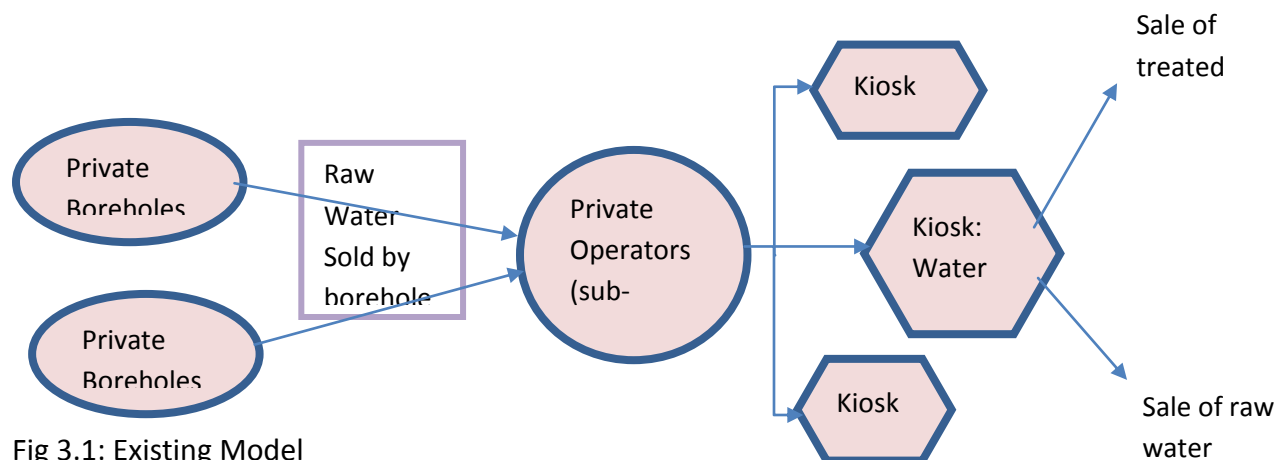 Private
Boreholes
Private
Boreholes
Raw
Water
Sold by
borehole
Private
Operators
(sub-
Kiosk
Kiosk:
Water
Kiosk
Sale of
treated
Sale of raw
water
Fig 3.1: Existing Model